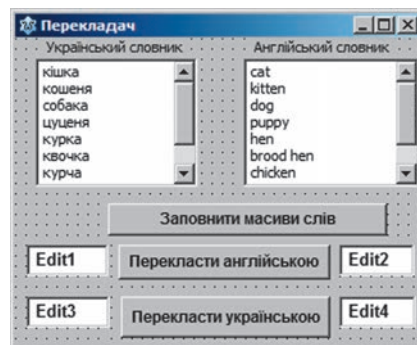 Перекладач
Український словник
Англійський словник
кішка
кошеня
собака
цуценя
курка
квочка
курча
cat
kitten
dog
puppy
hen
brood hen
chicken
Заповнити масиви слів
Edit1
Перекласти англійською
Edit2
Edit3
Перекласти українською
Edit4